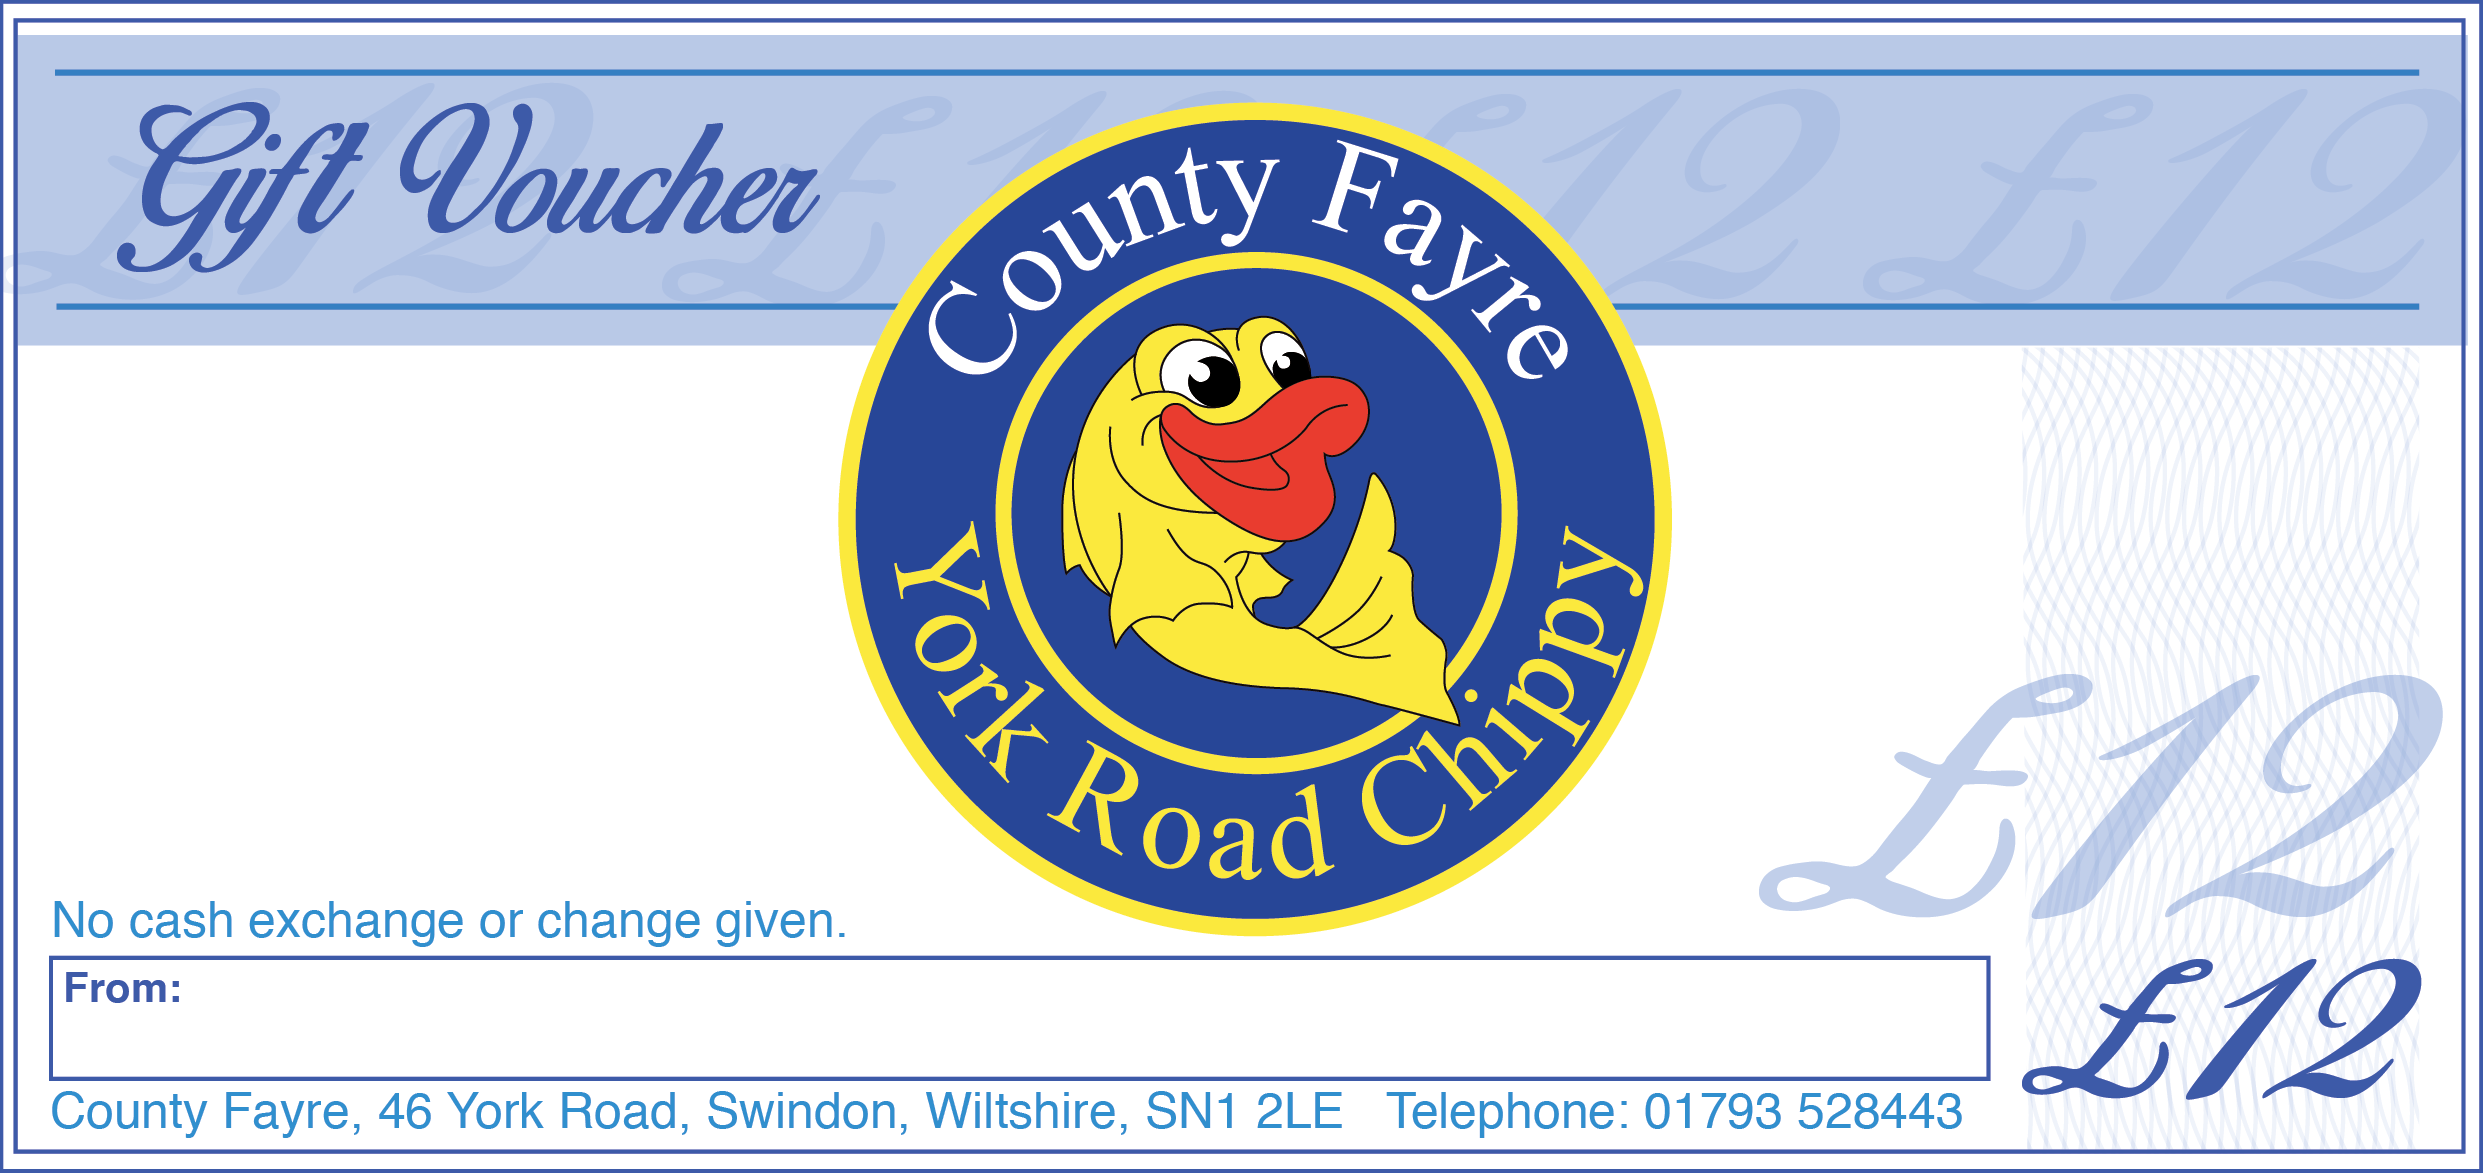 £12 £12 £12 £12
Gift Voucher
County Fayre
York Road Chippy
£12
No cash exchange or change given.
From:
£12
County Fayre, 46 York Road, Swindon, Wiltshire, SN1 2LE Telephone: 01793 528443